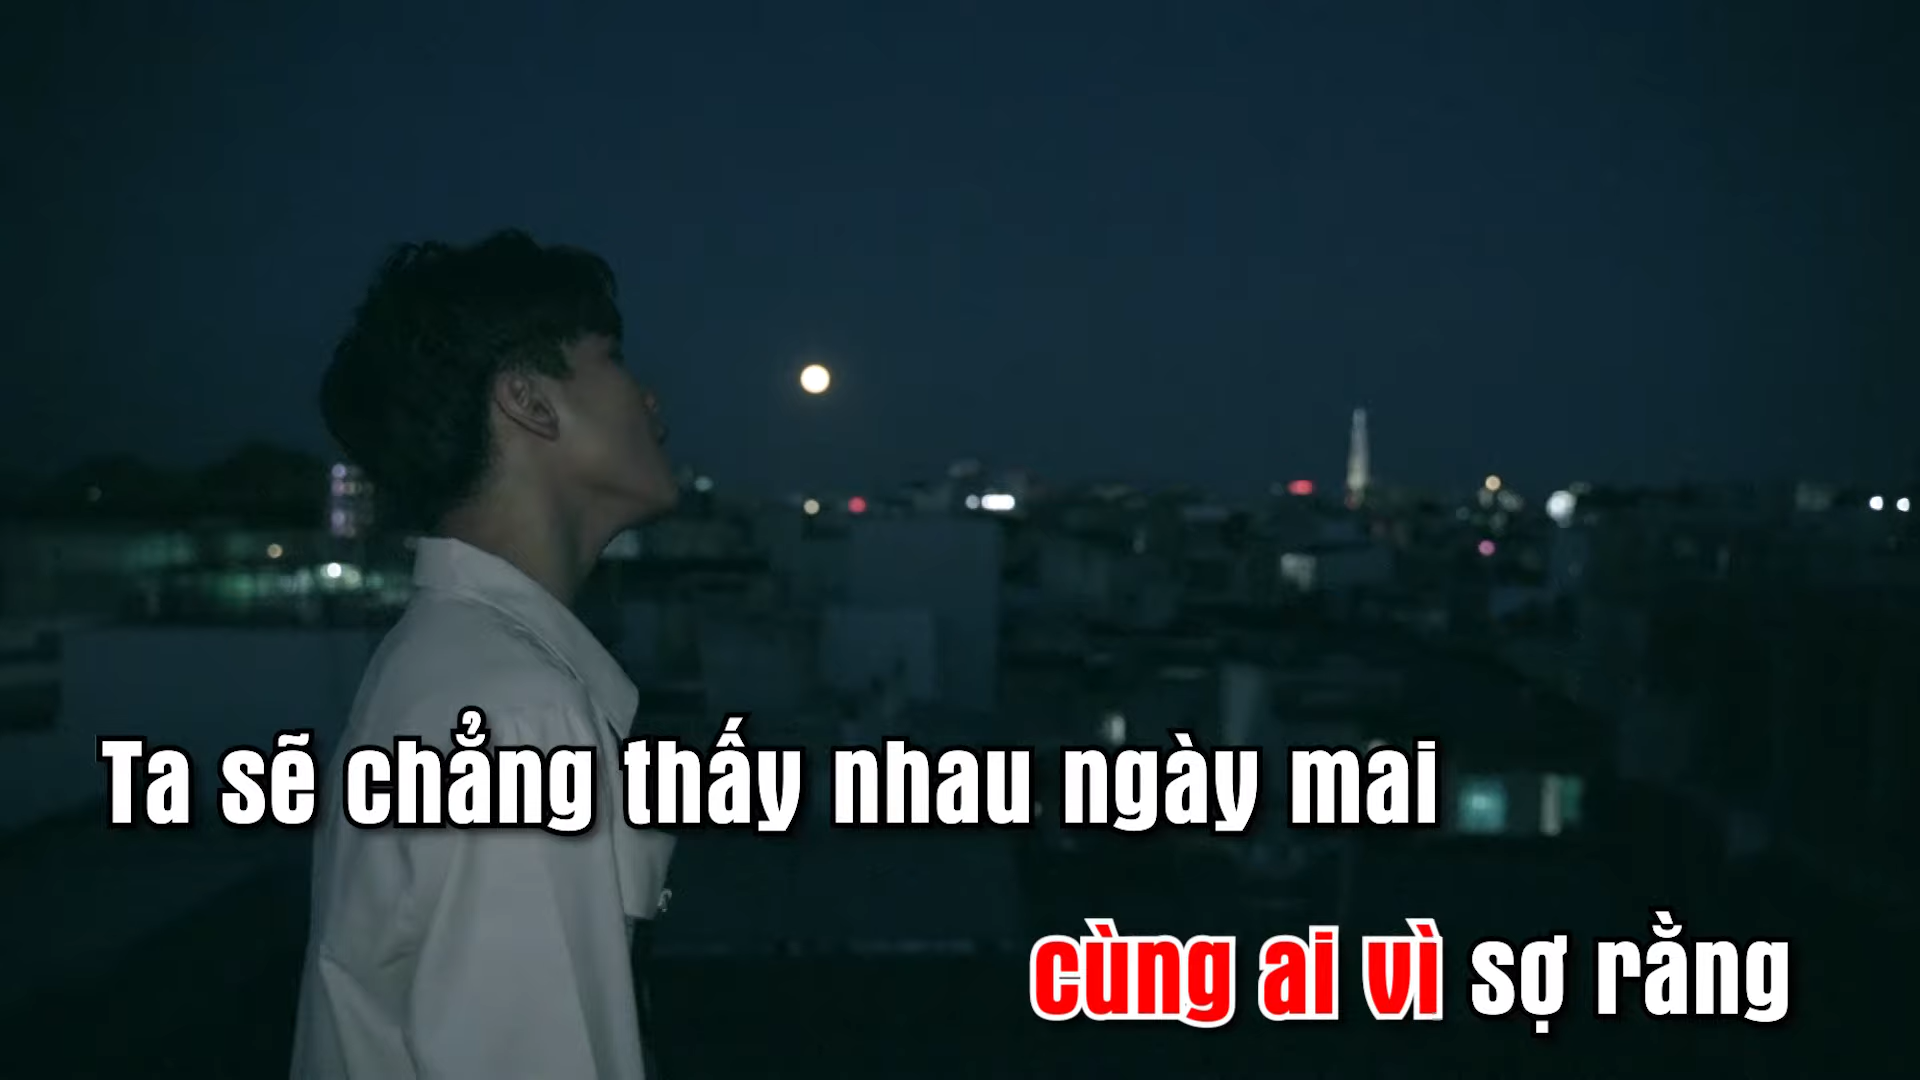 Ta sẽ chẳng thấy nhau ngày mai
cùng ai vì sợ rằng